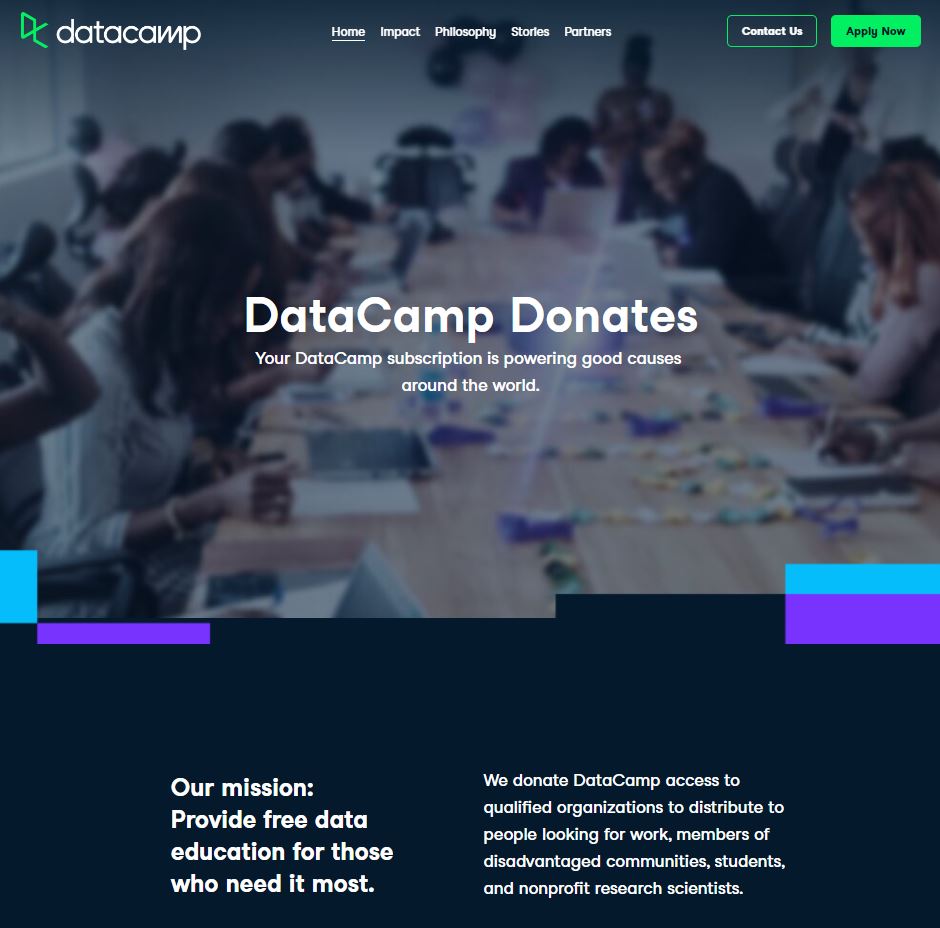 datacamp
Home Impact Philosophy Stories Partners
Contact Us
Apply Now
DataCamp Donates
Your DataCamp subscription is powering good causes
around the world.
Our mission:
Provide free data
education for those
who need it most.
We donate DataCamp access to
qualified organizations to distribute to
people looking for work, members of
disadvantaged communities, students,
and nonprofit research scientists.